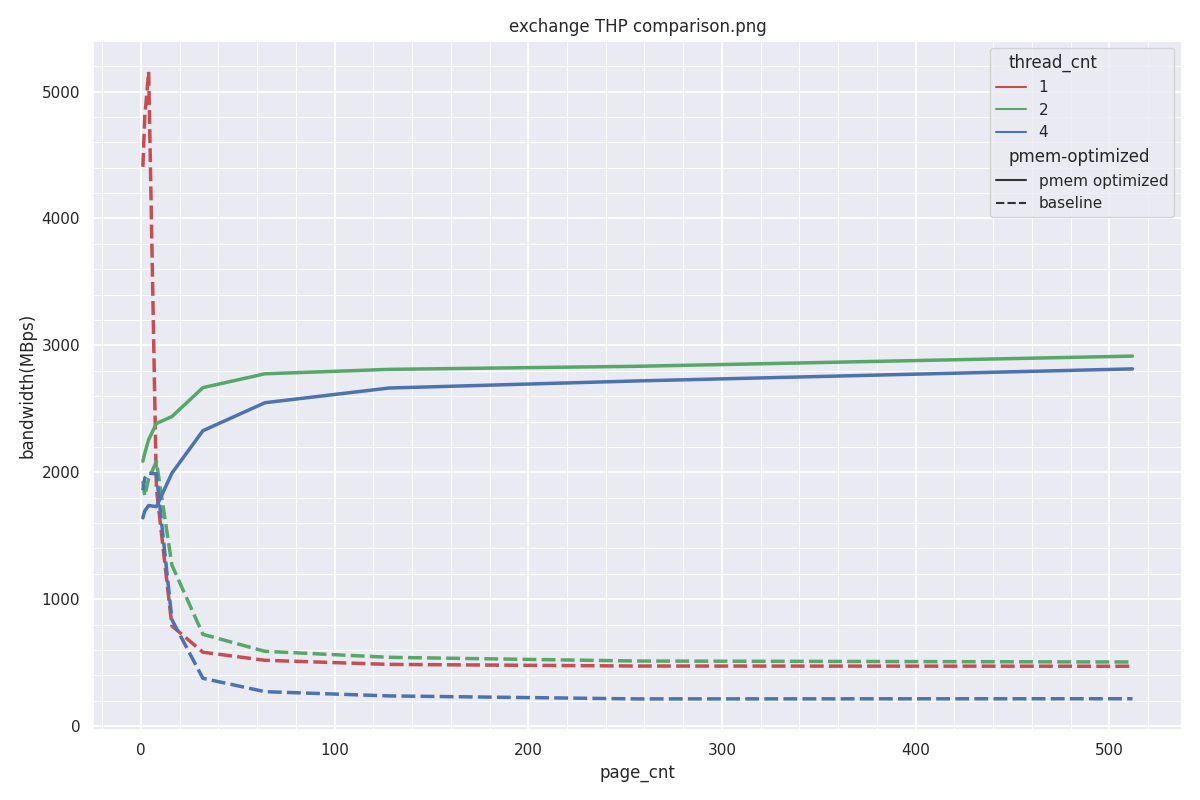 exchange THP comparison.png
thread_cnt
1
2
4
pmem-optimized
pmem optimized
baseline
bandwidth(MBps)
5000
4000
3000
2000
1000
0
0 100 200 300 400 500
page_cnt